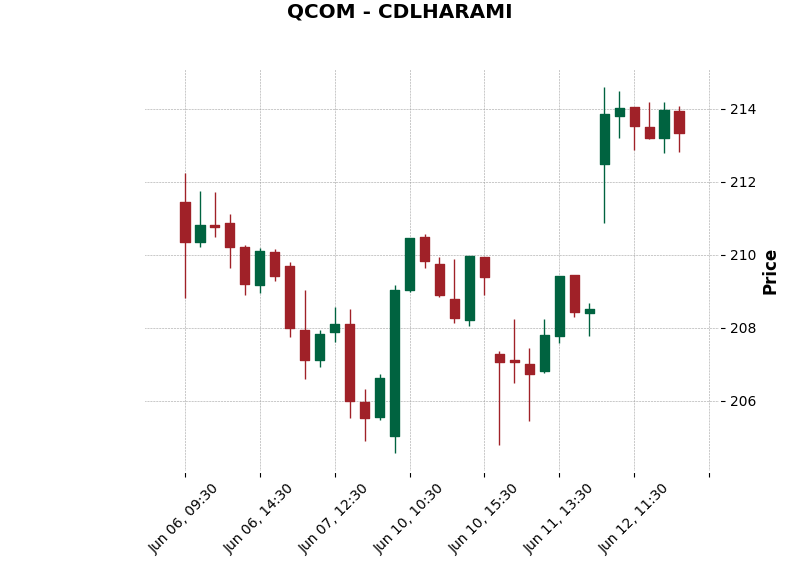 QCOM - CDLHARAMI
214
212
210
208
206
Price
Jun 06, 09:30
Jun 06, 14:30
Jun 07, 12:30
Jun 10, 10:30
Jun 10, 15:30
Jun 11, 13:30
Jun 12, 11:30